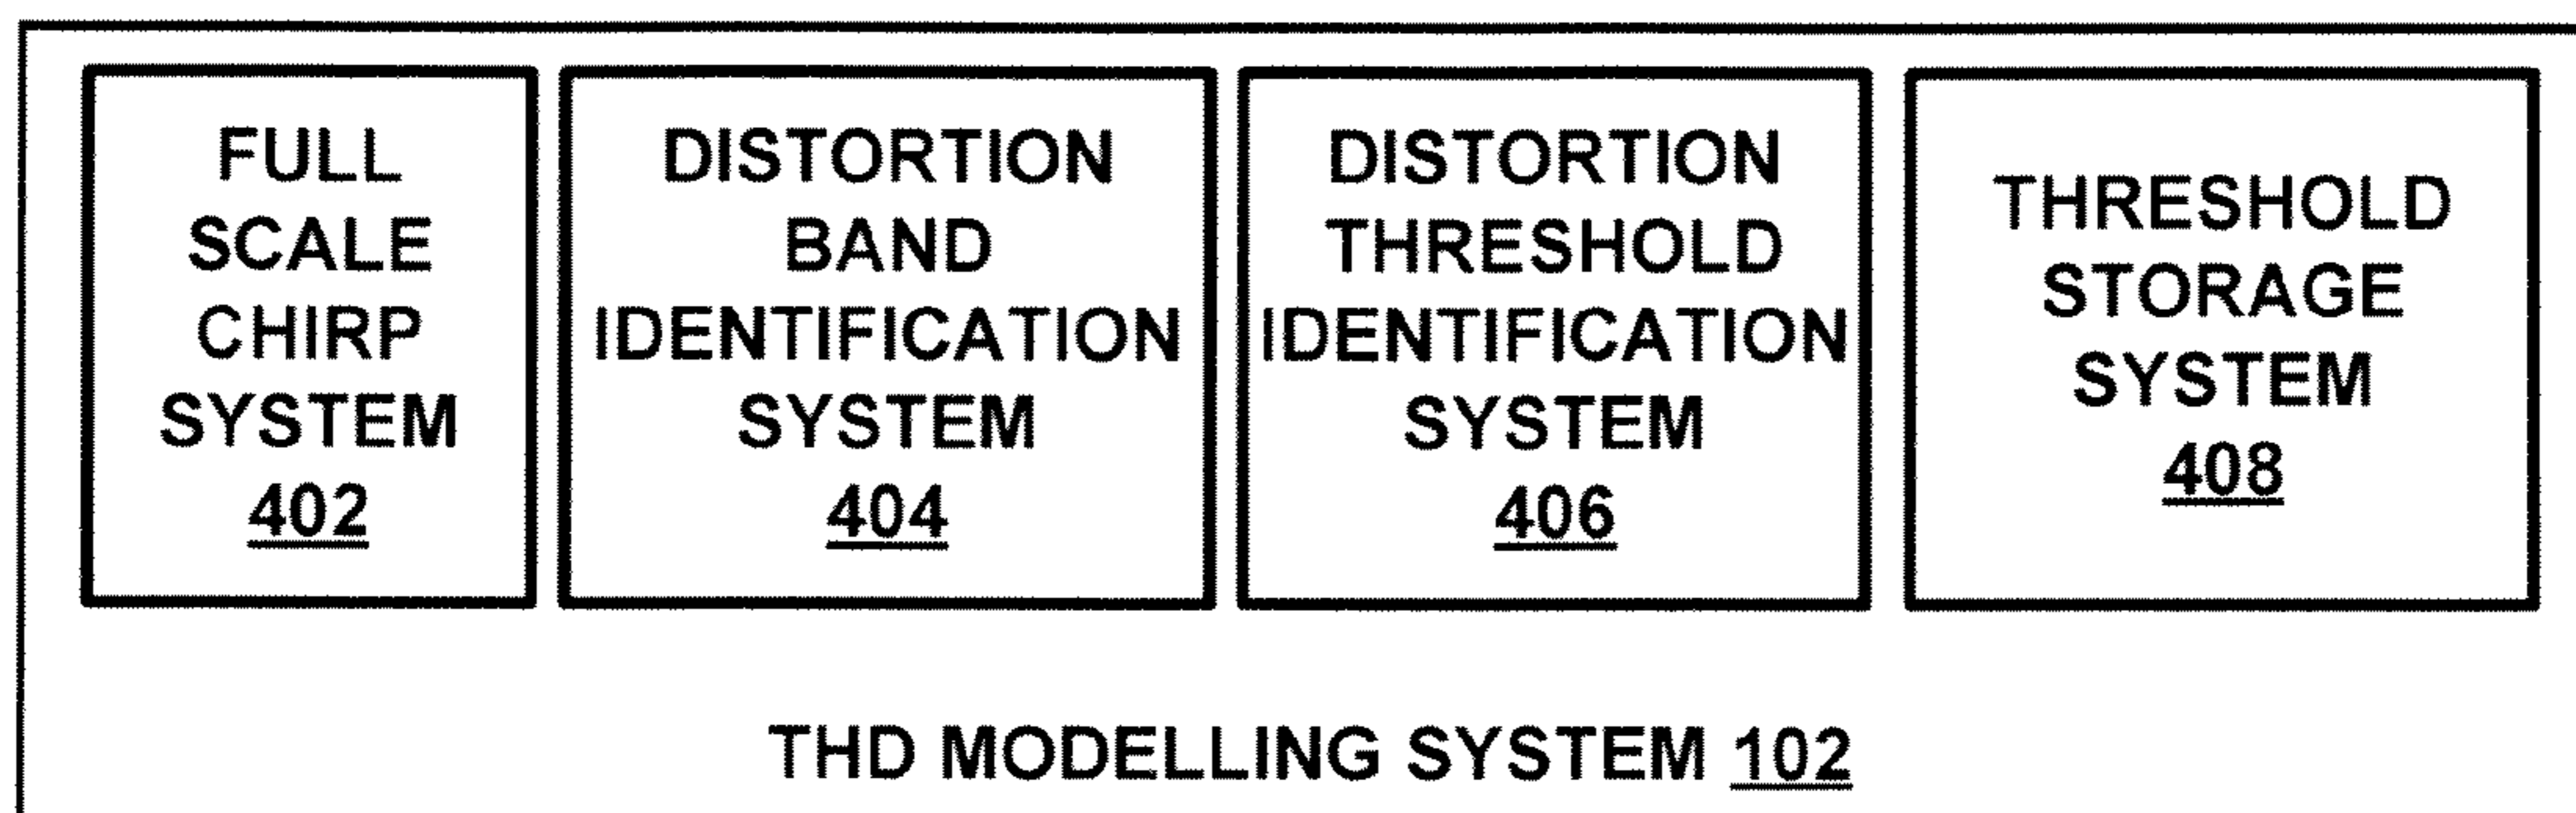 FULL
SCALE
CHIRP
SYSTEM
402
DISTORTION
BAND
IDENTIFICATION
SYSTEM
404
DISTORTION
THRESHOLD
IDENTIFICATION
SYSTEM
406
THRESHOLD
STORAGE
SYSTEM
408
THD MODELLING SYSTEM 102